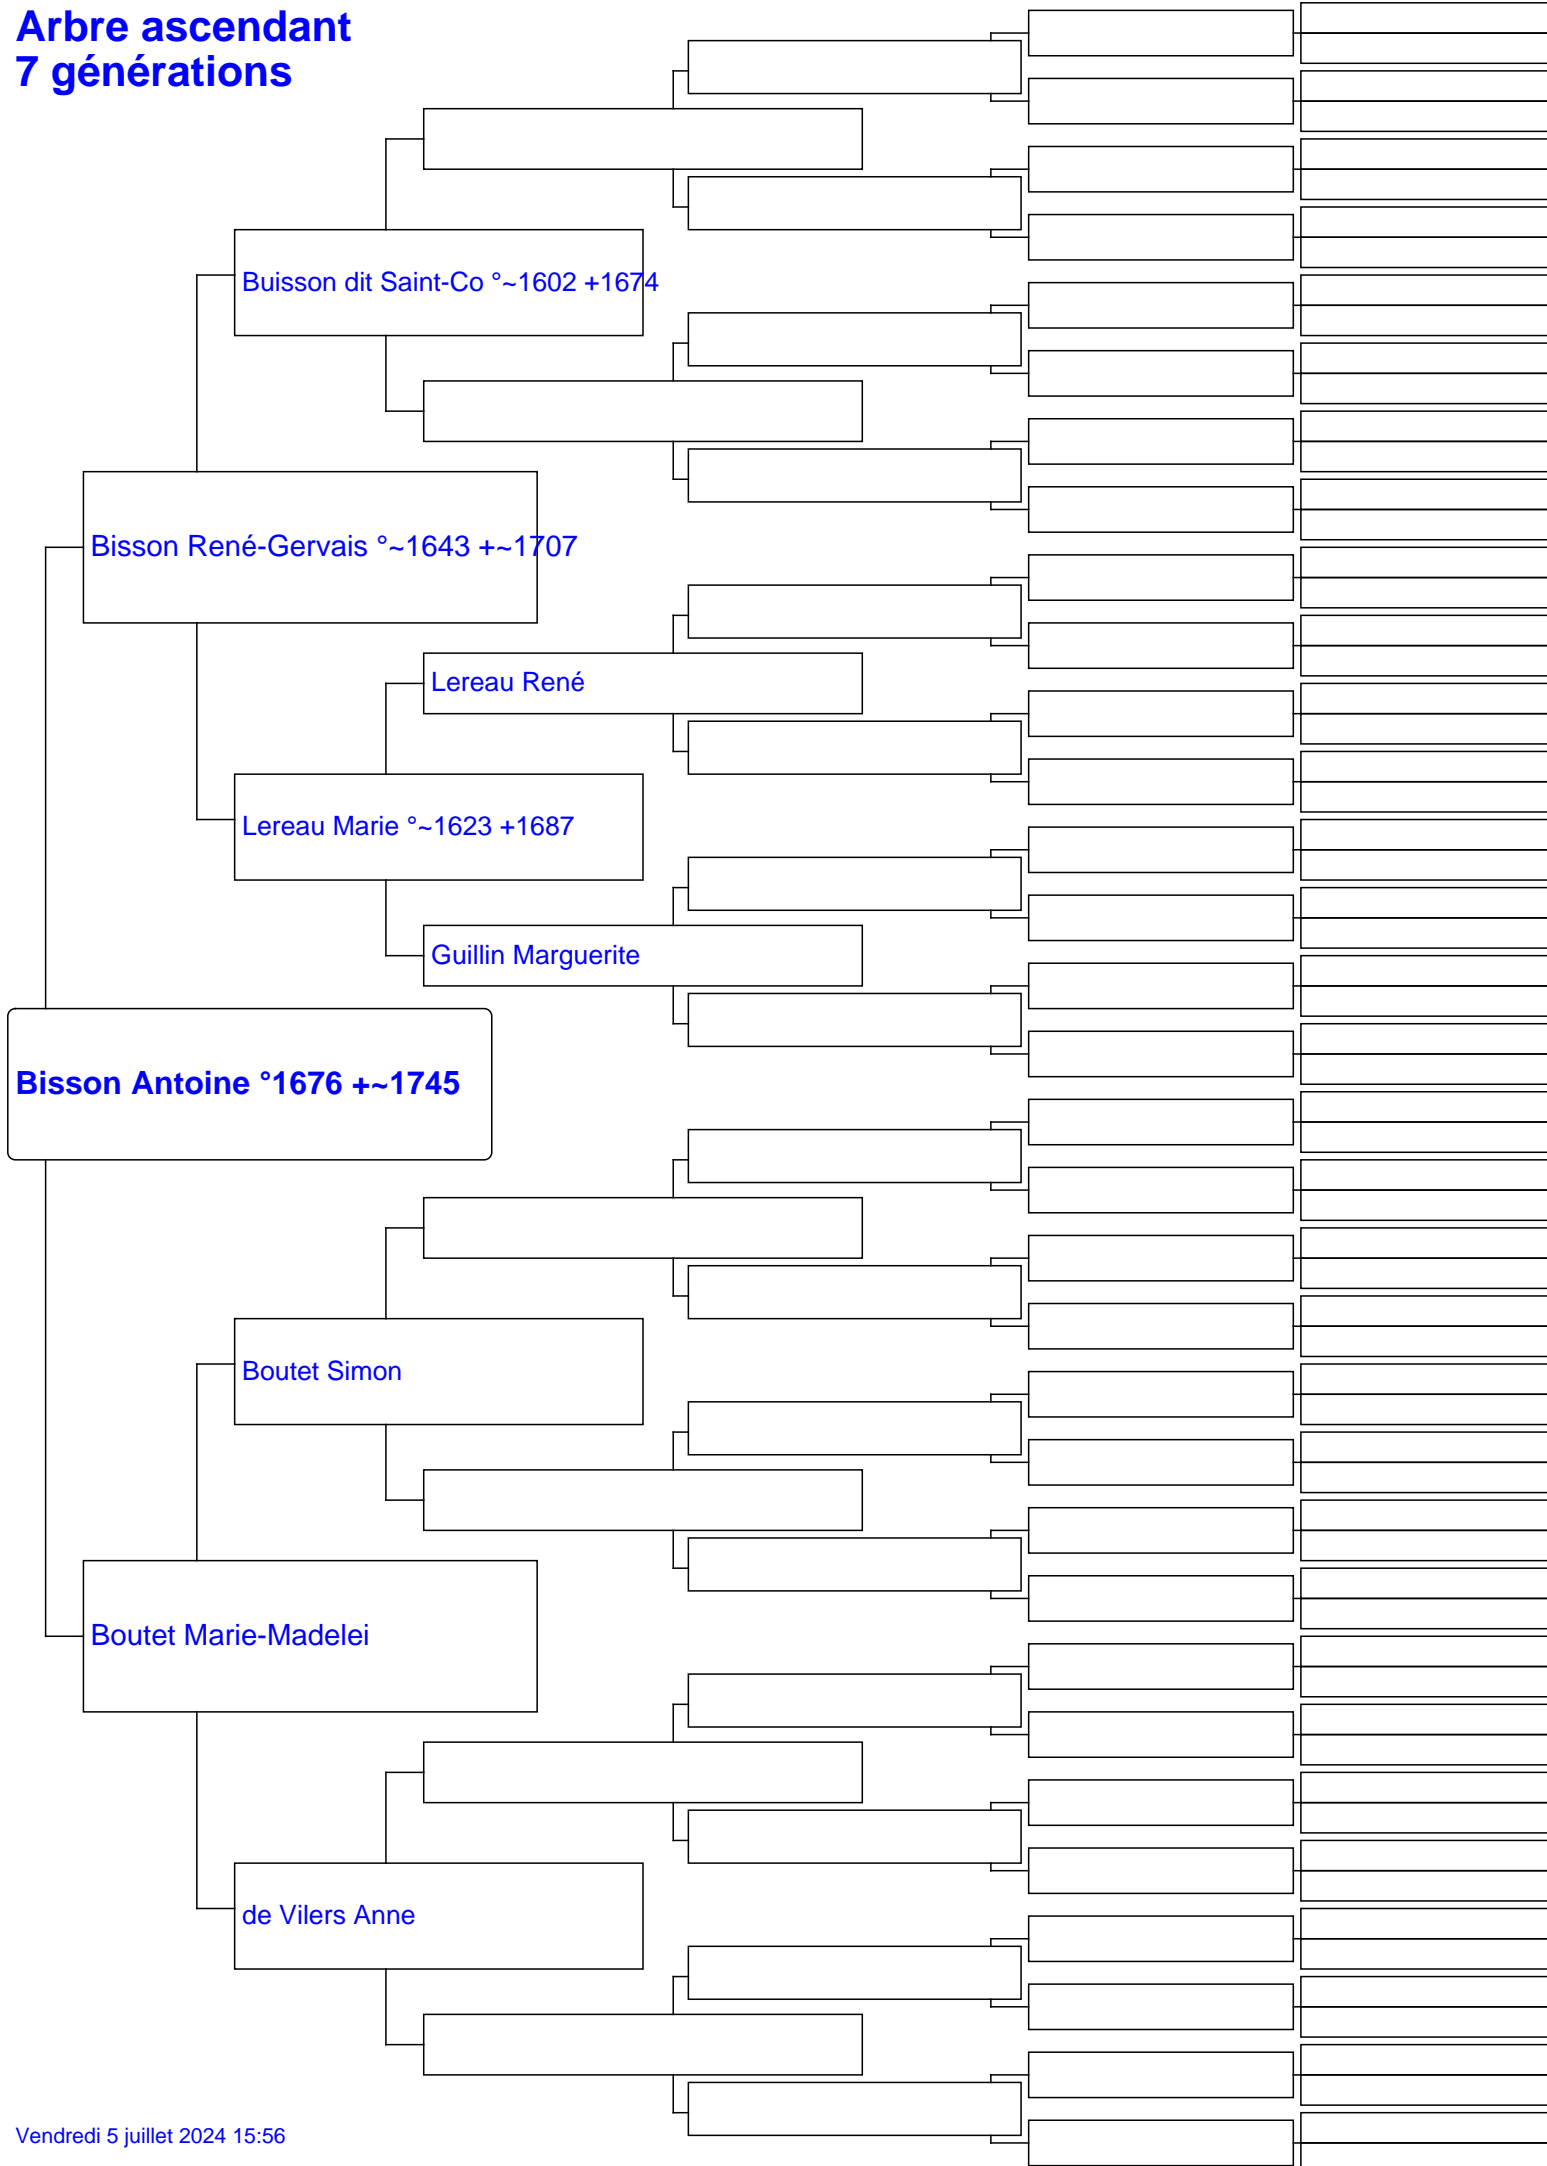 Arbre ascendant
7 générations
Buisson dit Saint-Co °~1602 +1674
Bisson René-Gervais °~1643 +~1707
Lereau René
Lereau Marie °~1623 +1687
Guillin Marguerite
Bisson Antoine °1676 +~1745
Boutet Simon
Boutet Marie-Madelei
de Vilers Anne
Vendredi 5 juillet 2024 15:56